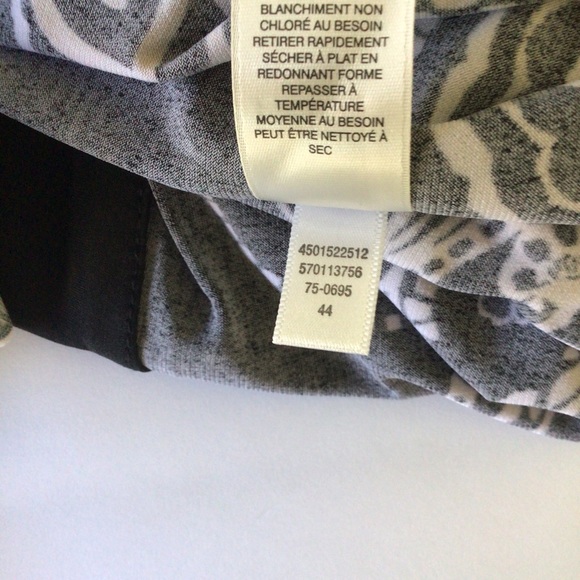 BLANCHIMENT NON
CHLORÉ AU BESOIN
RETIRER RAPIDEMENT
SÉCHER À PLAT EN
REDONNANT FORME
REPASSER À
TEMPÉRATURE
MOYENNE AU BESOIN
PEUT ÊTRE NETTOYÉ À
SEC
4501522512
570113756
75-0695
44